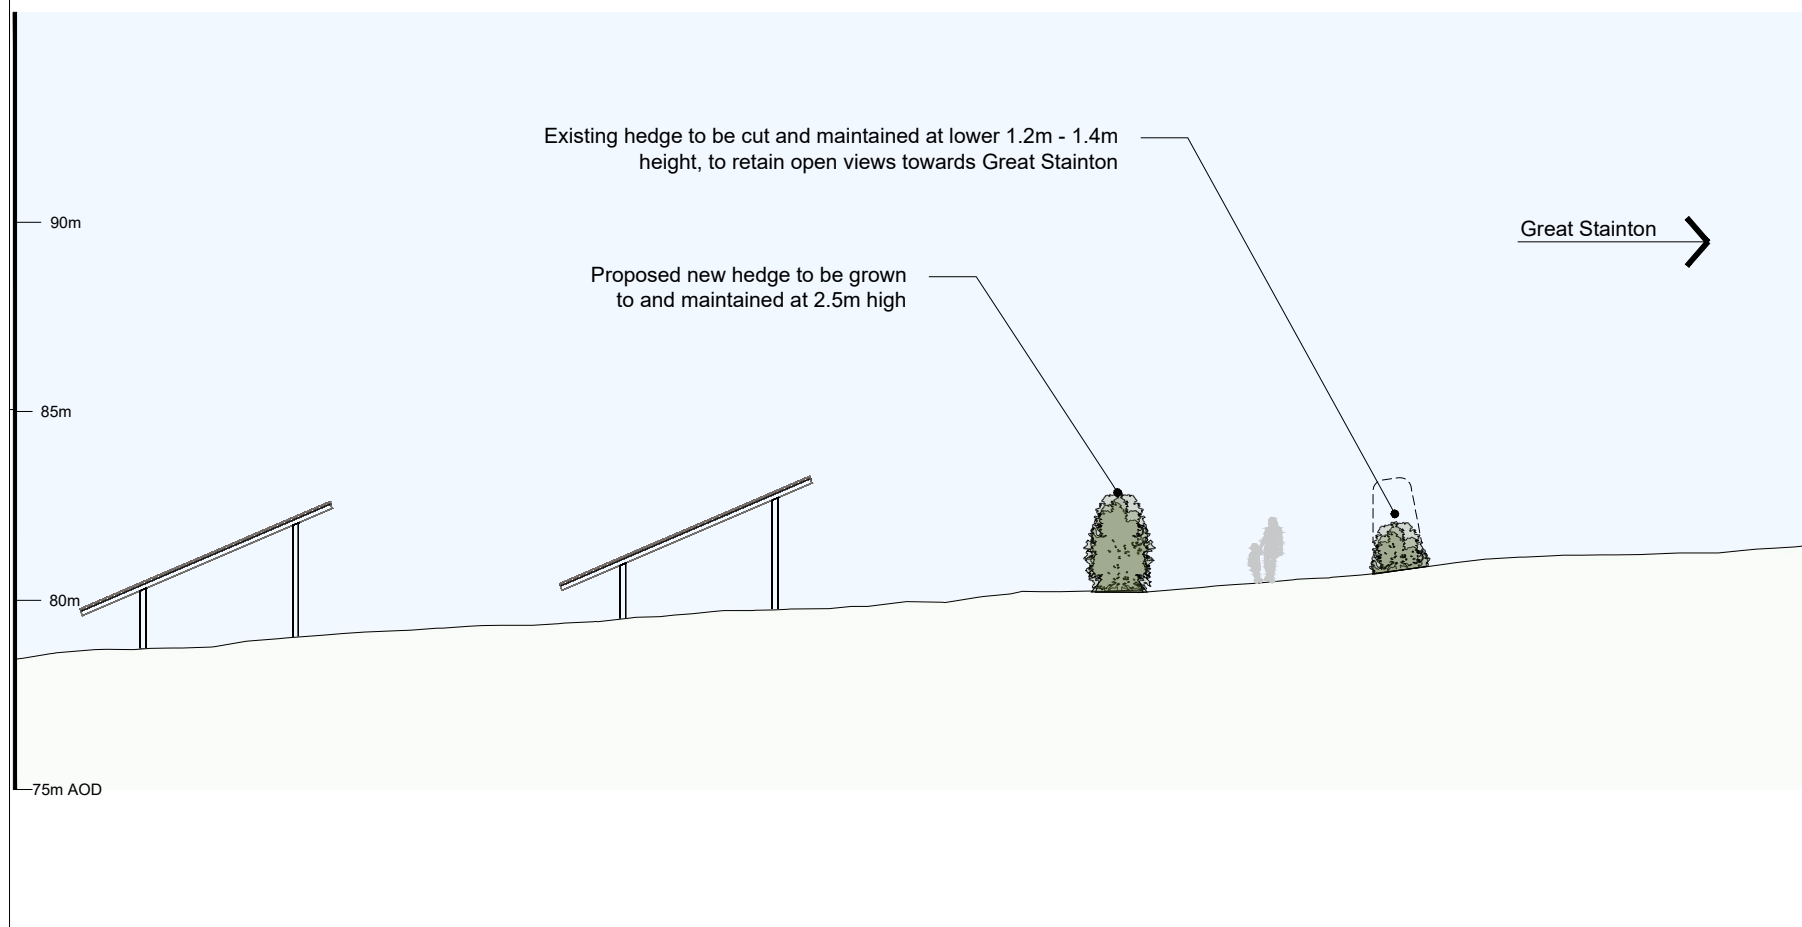 Existing hedge to be cut and maintained at lower 1.2m - 1.4m
height, to retain open views towards Great Stainton
90m
Great Stainton
Proposed new hedge to be grown
to and maintained at 2.5m high
85m
80m
75m AOD